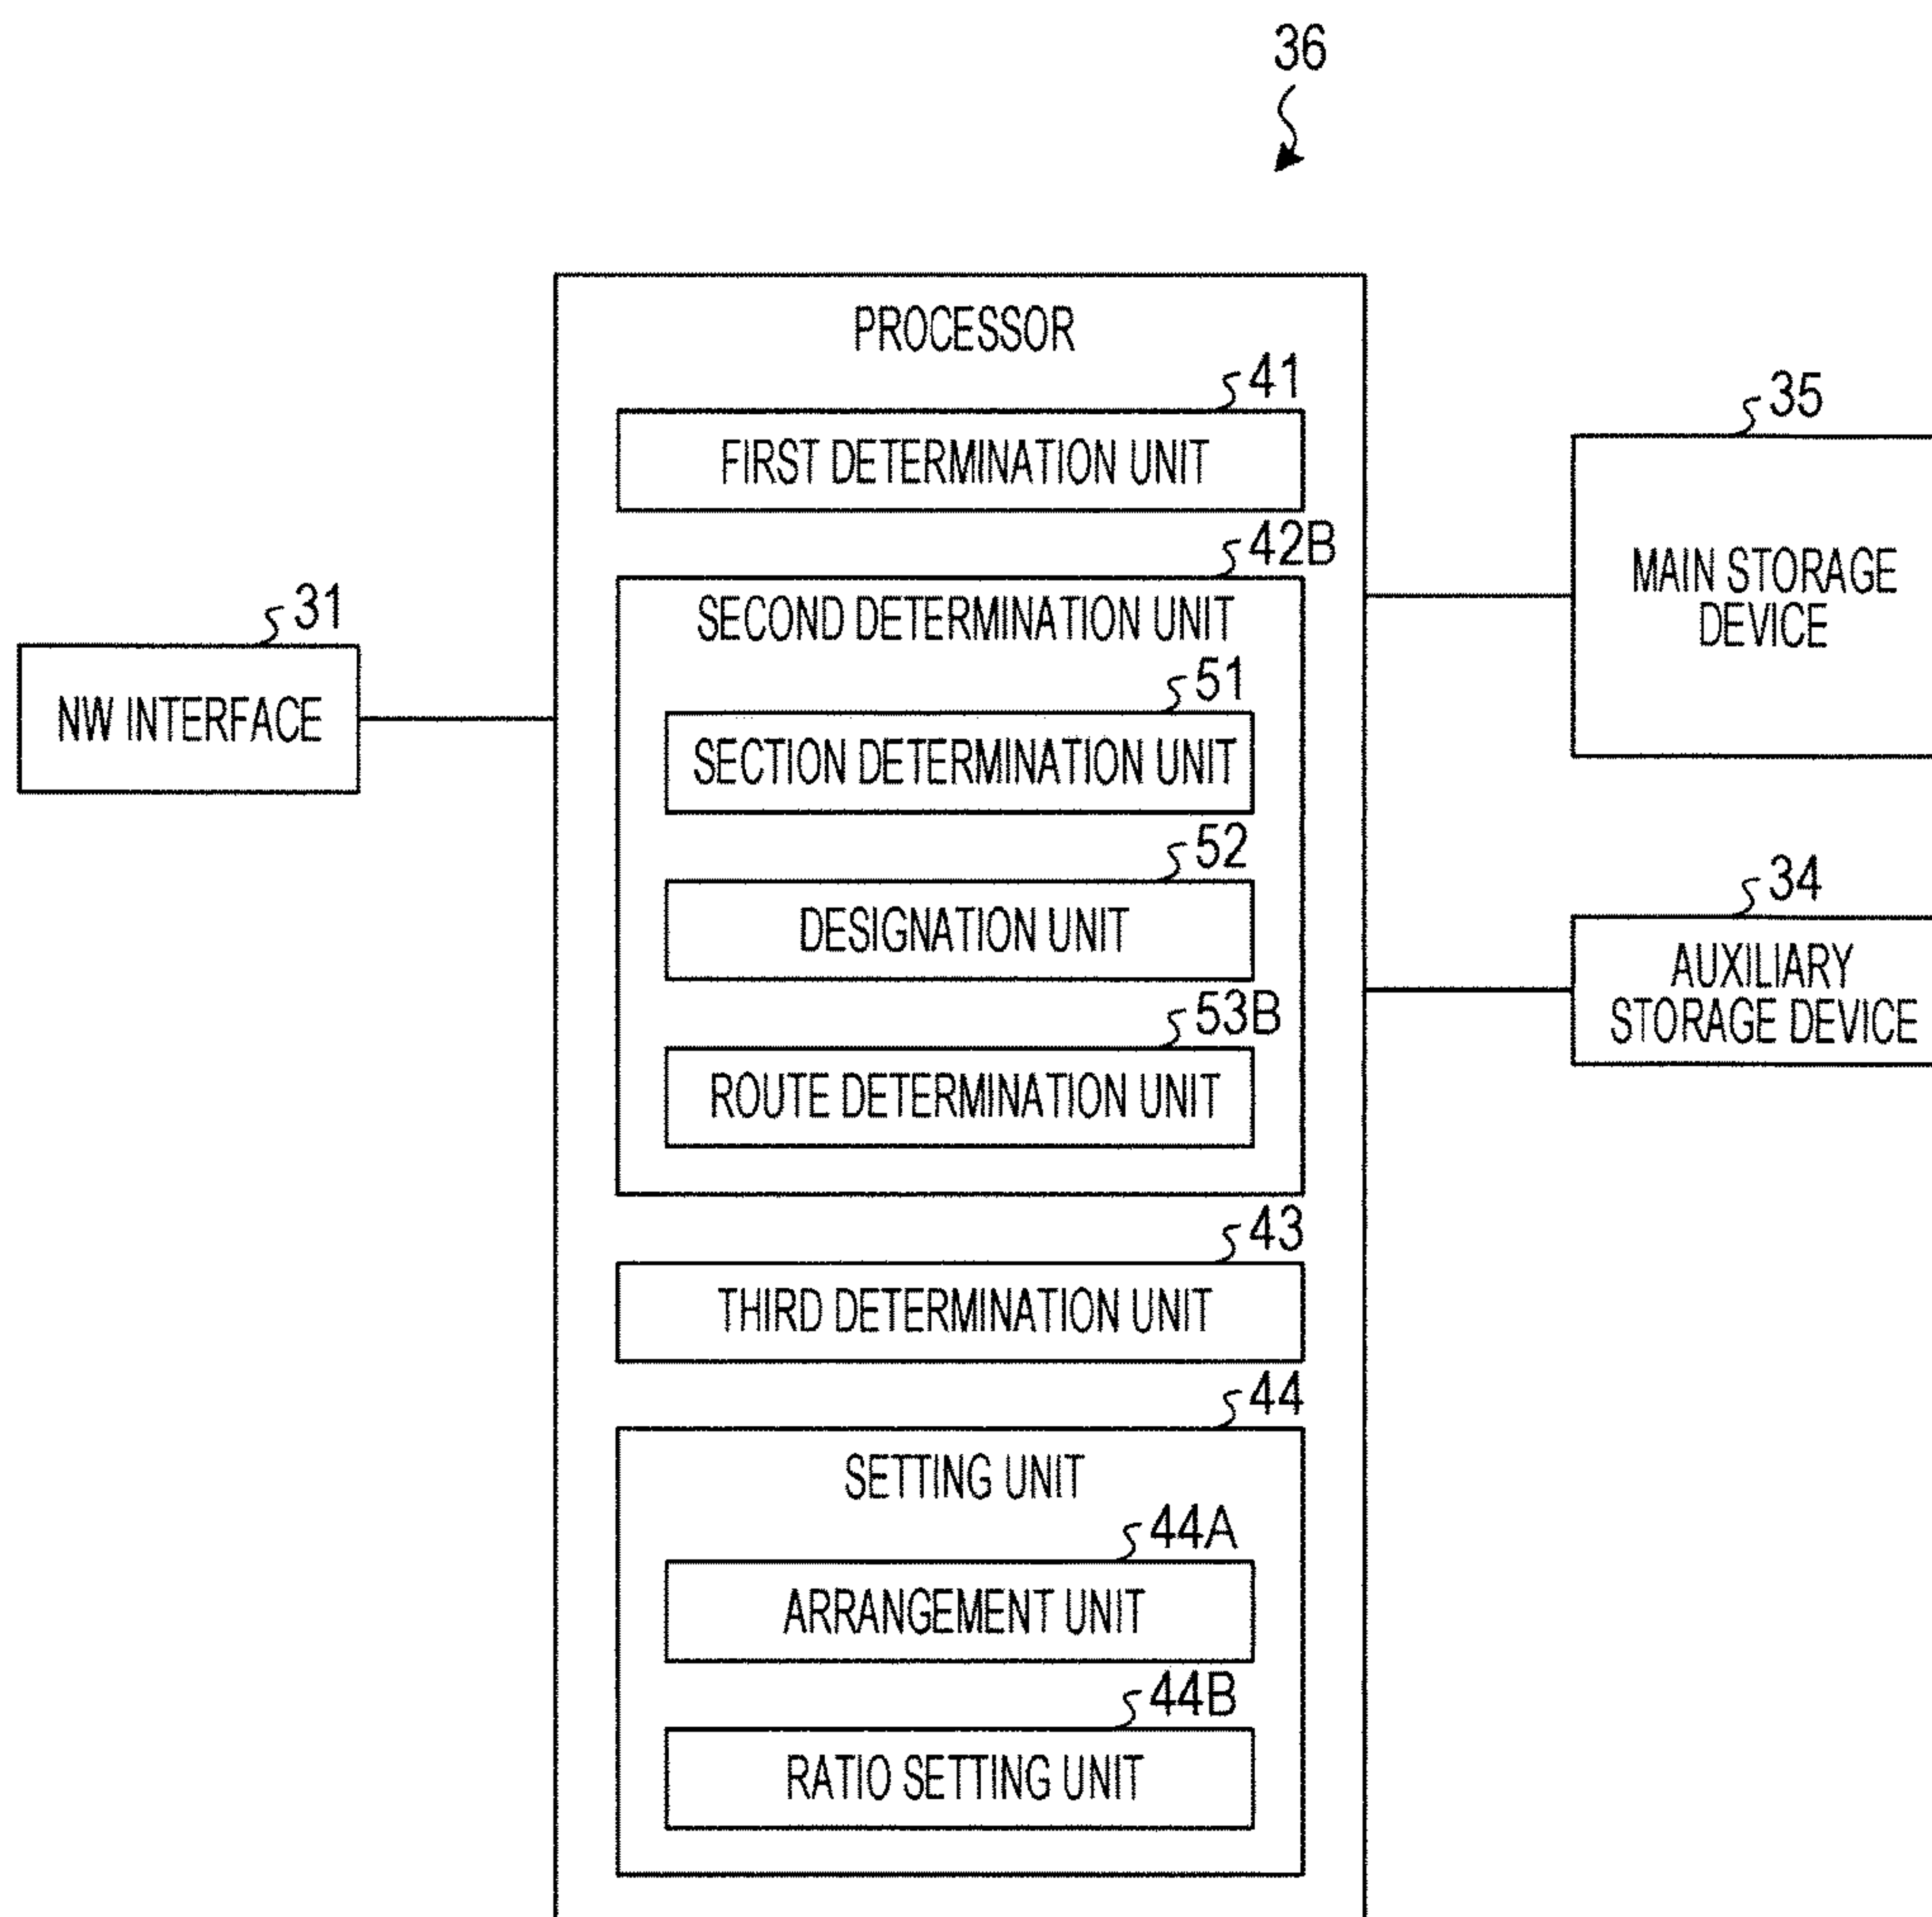 36
PROCESSOR
41
FIRST DETERMINATION UNIT
42B
SECOND DETERMINATION UNIT
51
SECTION DETERMINATION UNIT
52
DESIGNATION UNIT
53B
ROUTE DETERMINATION UNIT
43
THIRD DETERMINATION UNIT
44
SETTING UNIT
44A
ARRANGEMENT UNIT
44B
RATIO SETTING UNIT
31
NW INTERFACE
35
MAIN STORAGE
DEVICE
34
AUXILIARY
STORAGE DEVICE